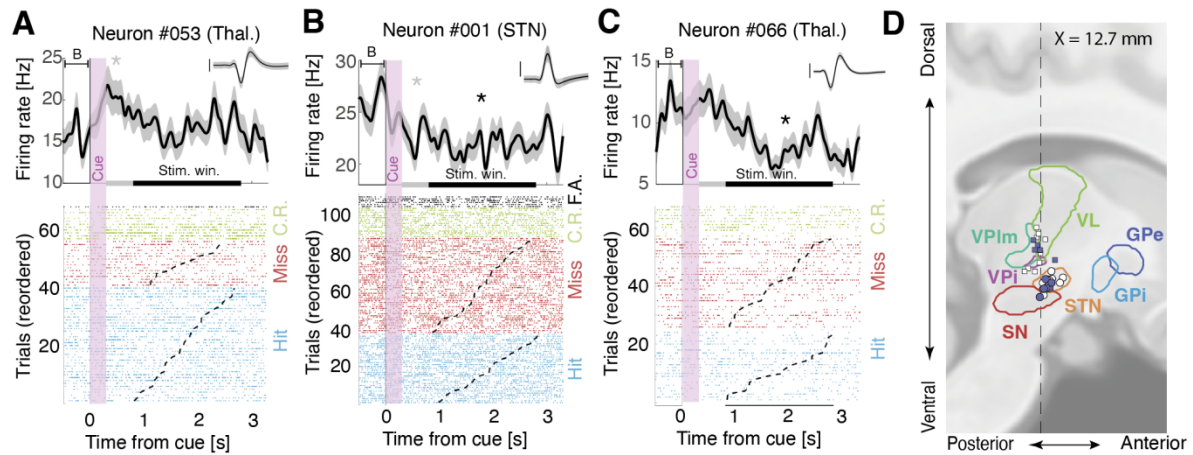 A
Neuron #053 (Thal.)
B
Firing rate [Hz]
25
20
15
10
*
Cue
Stim. win.
Trials (reordered)
60
40
20
C.R.
Miss
Hit
0 1 2 3
Time from cue [s]
B
Neuron #001 (STN)
B
Firing rate [Hz]
30
26
22
*
*
Cue
Stim. win.
Trials (reordered)
100
80
60
40
20
0
F.A.
C.R.
Miss
Hit
0 1 2 3
Time from cue [s]
C
Neuron #066 (Thal.)
B
Firing rate [Hz]
15
10
5
*
Cue
Stim. win.
Trials (reordered)
60
40
20
C.R.
Miss
Hit
0 1 2 3
Time from cue [s]
D
X = 12.7 mm
Dorsal
Ventral
VL
VPlm
GPe
VPi
GPi
STN
SN
Posterior
Anterior